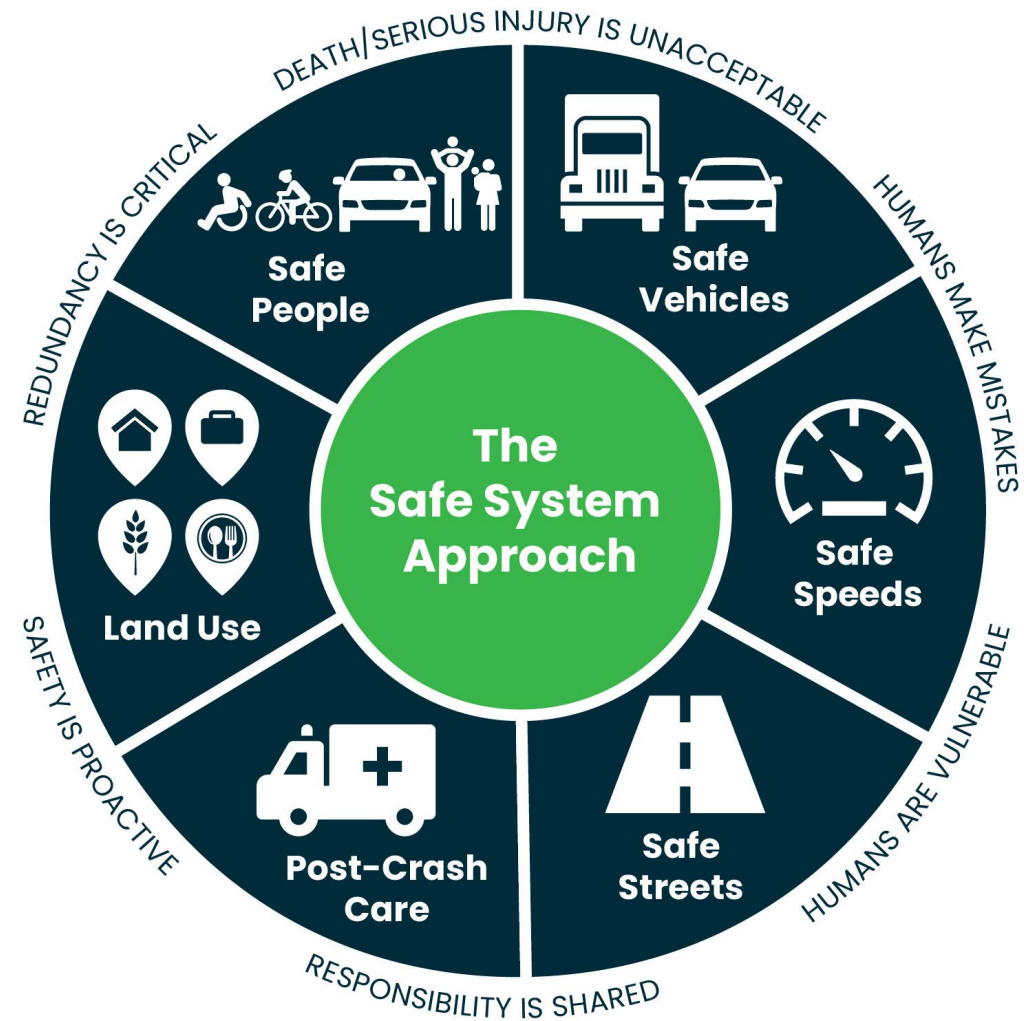 DEATH/SERIOUS INJURY IS UNACCEPTABLE
HUMANS MAKE MISTAKES
HUMANS ARE VULNERABLE
RESPONSIBILITY IS SHARED
SAFETY IS PROACTIVE
REDUNDANCY IS CRITICAL
The
Safe System
Approach
Safe
People
Safe
Vehicles
Safe
Speeds
Safe
Streets
Post-Crash
Care
Land Use